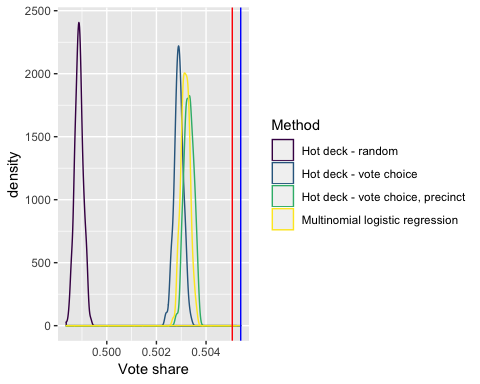 2500
2000
1500
1000
500
0
density
0.500
0.502
0.504
Vote share
Method
Hot deck - random
Hot deck - vote choice
Hot deck - vote choice, precinct
Multinomial logistic regression